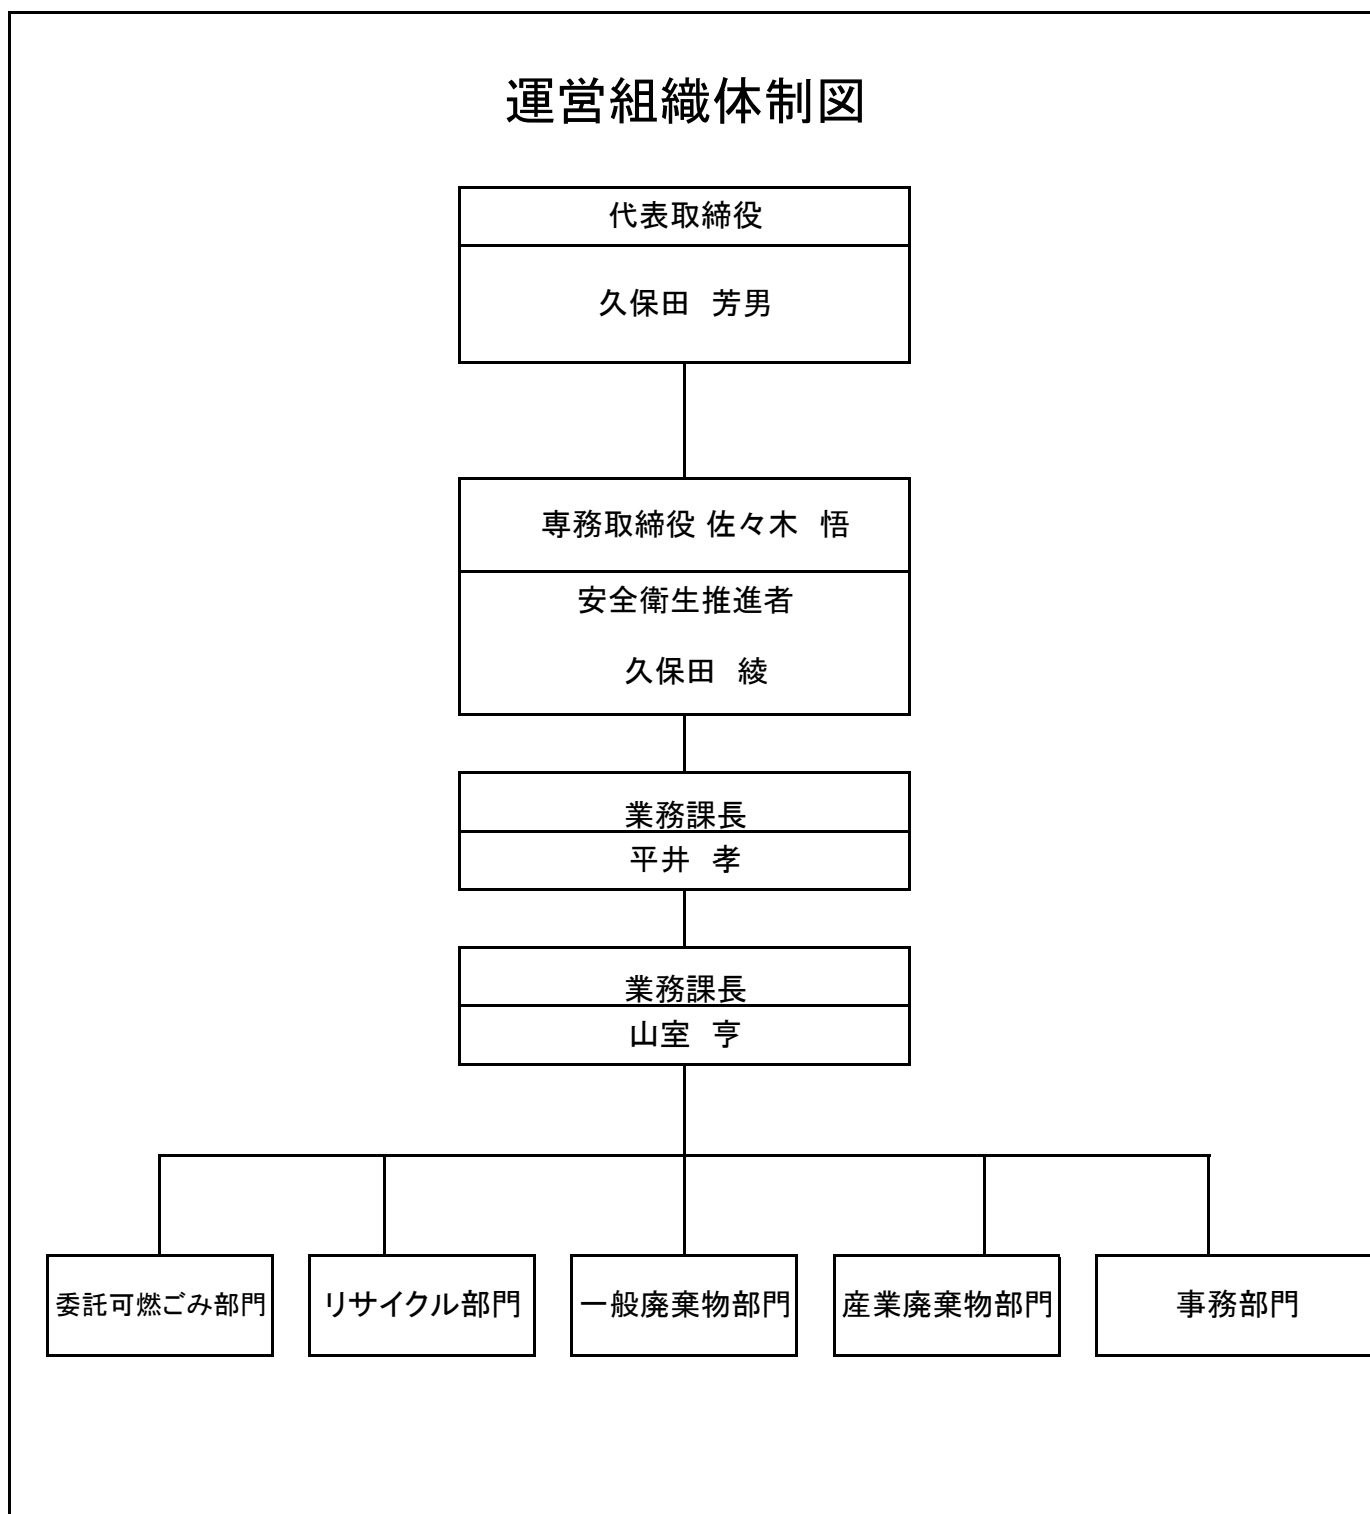 運営組織体制図
代表取締役
久保田　芳男
専務取締役 佐々木　悟
安全衛生推進者
久保田　綾
業務課長
平井　孝
業務課長
山室　亨
委託可燃ごみ部門
リサイクル部門
一般廃棄物部門
産業廃棄物部門
事務部門